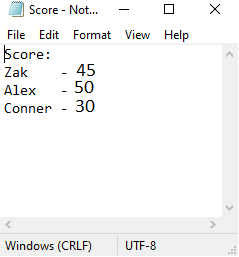 Score - Not...
File Edit Format View Help
Score:
Zak    - 45
Alex   - 50
Conner - 30
Windows (CRLF) UTF-8